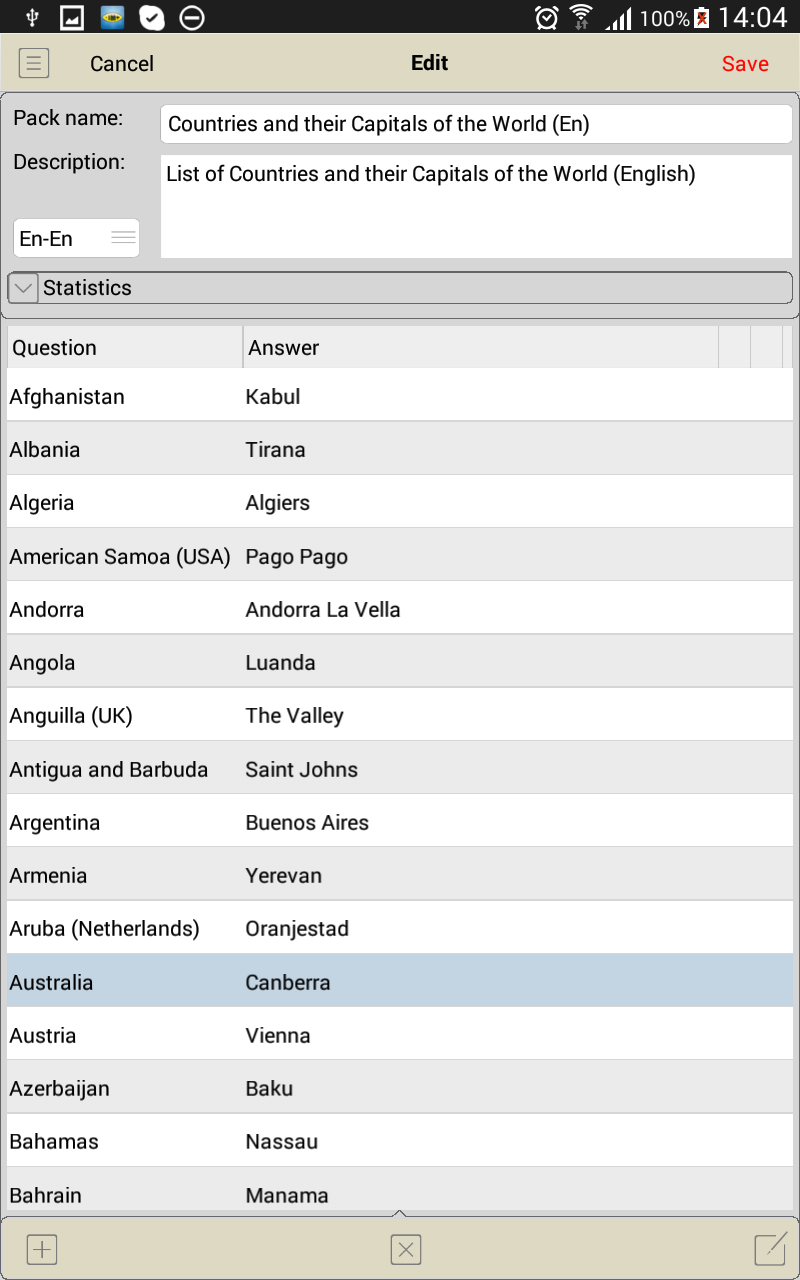 100% 14:04
Cancel Edit Save
Pack name: Countries and their Capitals of the World (En)
Description: List of Countries and their Capitals of the World (English)
En-En
Statistics
Question Answer
Afghanistan Kabul
Albania Tirana
Algeria Algiers
American Samoa (USA) Pago Pago
Andorra Andorra La Vella
Angola Luanda
Anguilla (UK) The Valley
Antigua and Barbuda Saint Johns
Argentina Buenos Aires
Armenia Yerevan
Aruba (Netherlands) Oranjestad
Australia Canberra
Austria Vienna
Azerbaijan Baku
Bahamas Nassau
Bahrain Manama